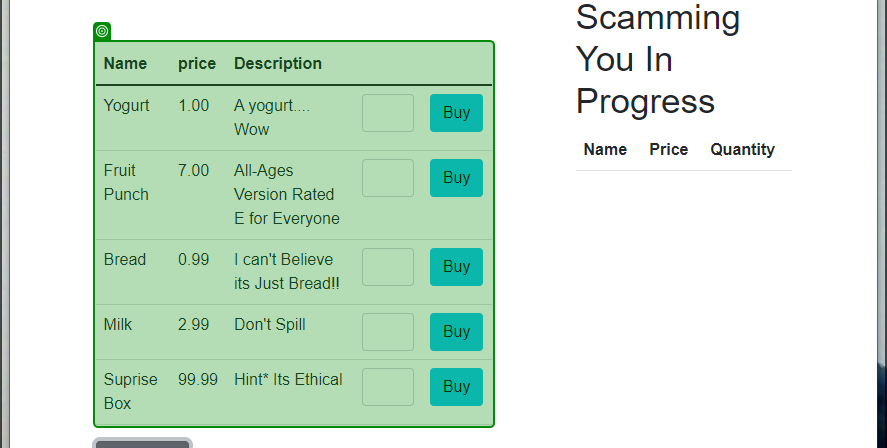 Name price Description
Yogurt 1.00 A yogurt.... Buy
Wow
Fruit 7.00 All-Ages Buy
Punch Version Rated
E for Everyone
Bread 0.99 I can't Believe Buy
its Just Bread!!
Milk 2.99 Don't Spill Buy
Suprise 99.99 Hint* Its Ethical Buy
Box
Scamming
You In
Progress
Name Price Quantity